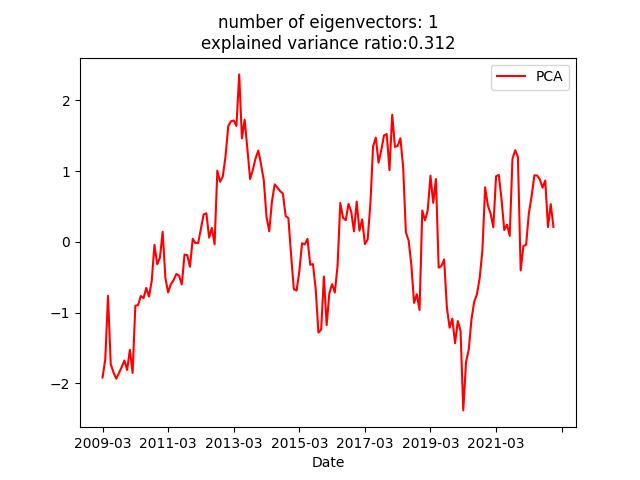 number of eigenvectors: 1
explained variance ratio:0.312
PCA
2
1
0
−1
−2
2009-03 2011-03 2013-03 2015-03 2017-03 2019-03 2021-03
Date